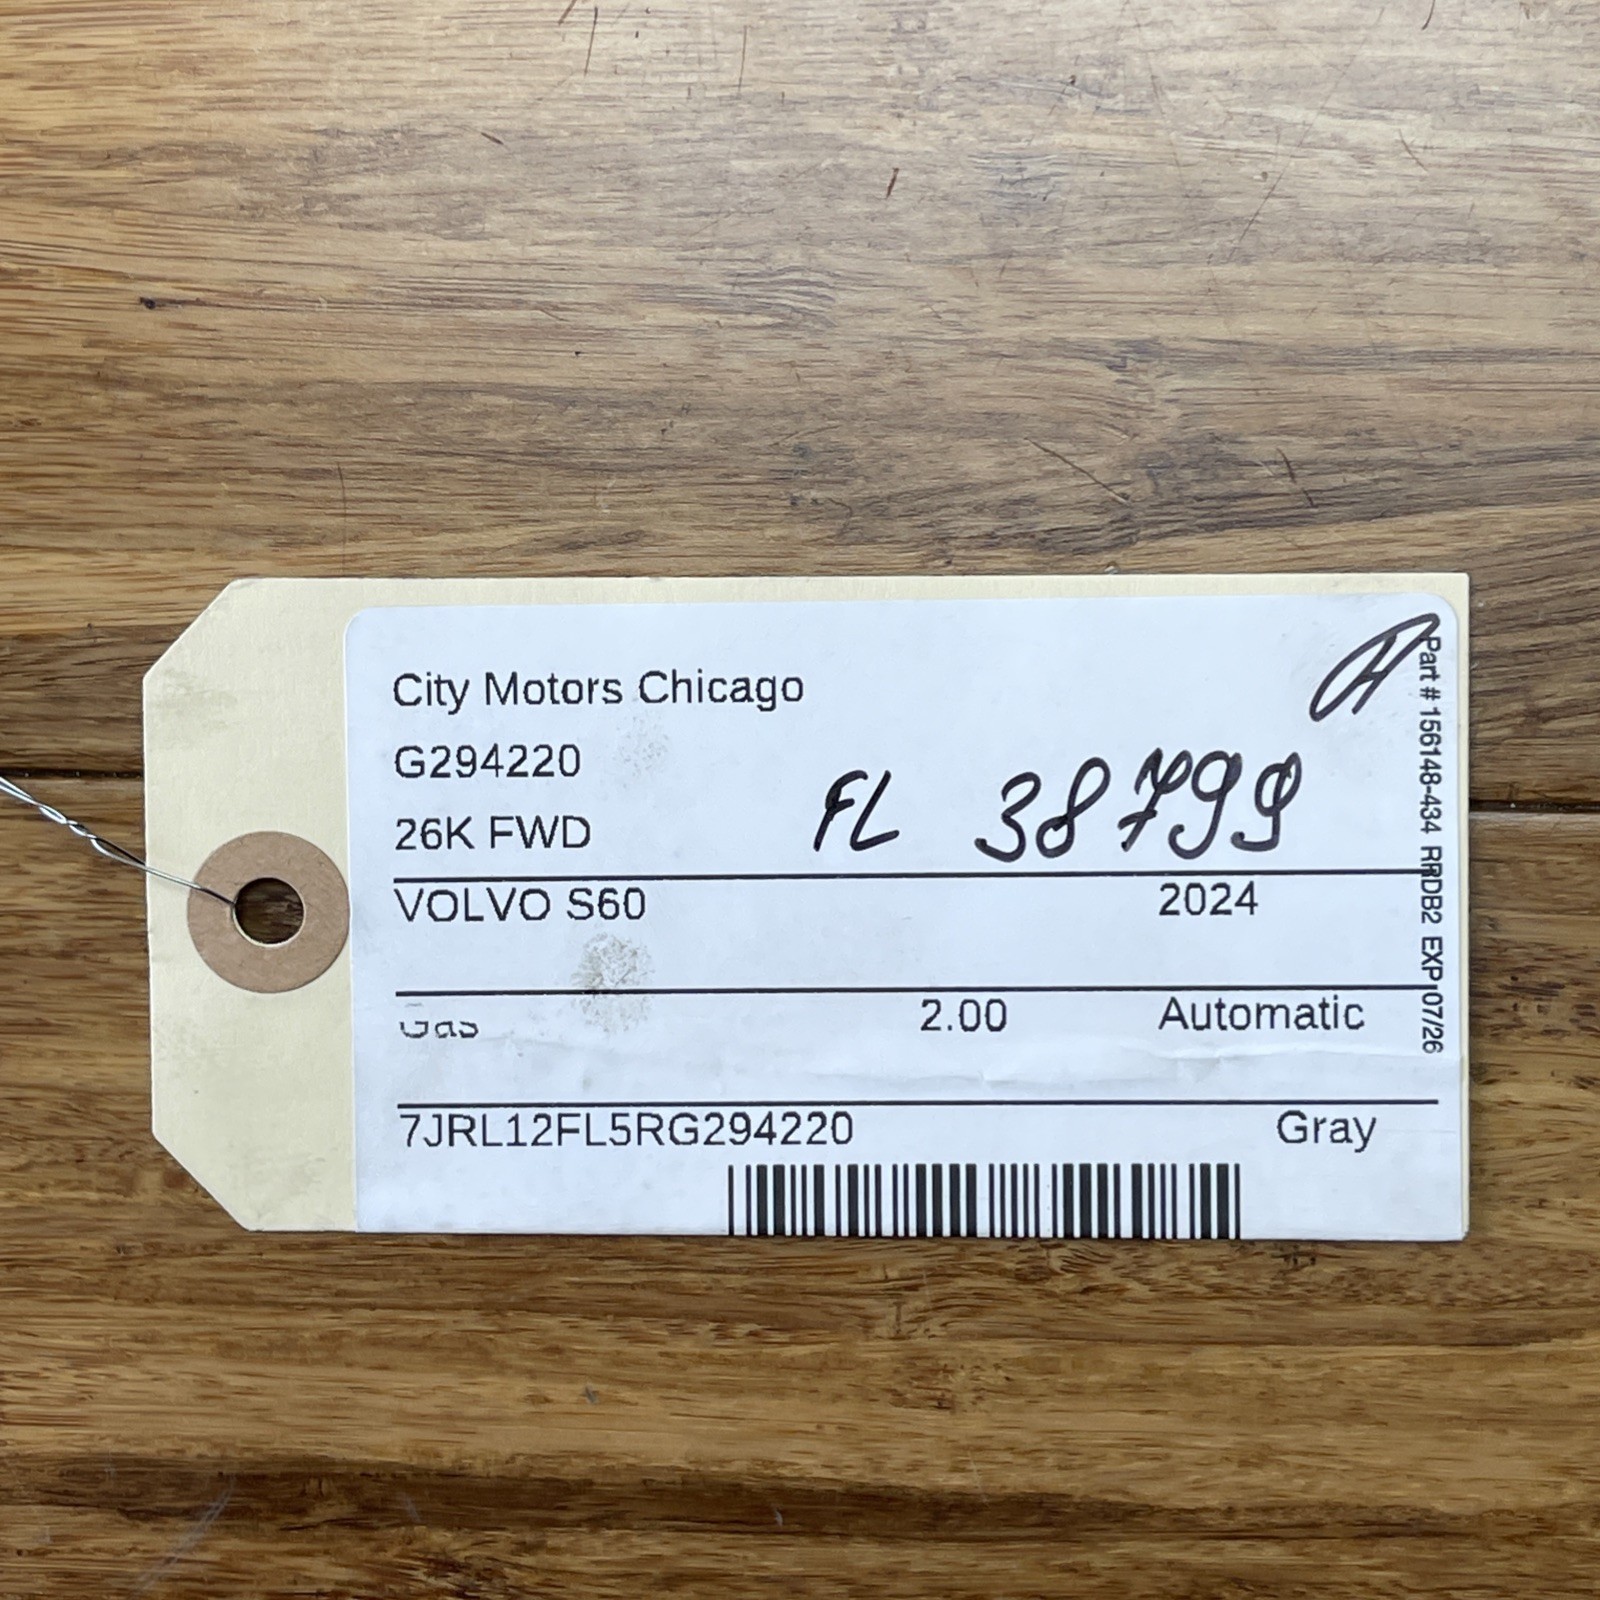 City Motors Chicago
G294220
26K FWD
FL 38799
VOLVO S60 2024
Gas 2.00 Automatic
7JRL12FL5RG294220 Gray
Part # 156148-434 RRDB2 EXP 07/26